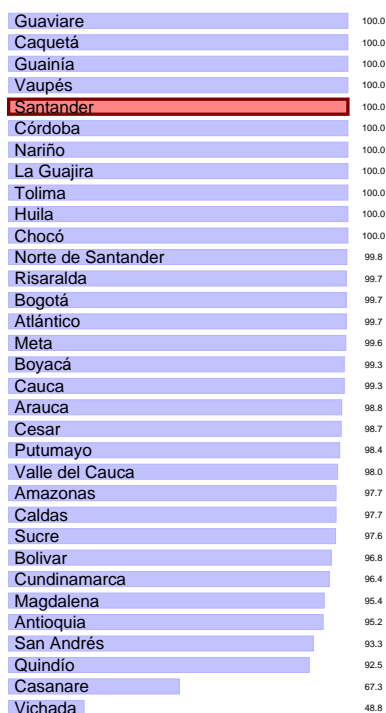 Guaviare 100.0
Caquetá 100.0
Guainía 100.0
Vaupés 100.0
Santander 100.0
Córdoba 100.0
Nariño 100.0
La Guajira 100.0
Tolima 100.0
Huila 100.0
Chocó 100.0
Norte de Santander 99.8
Risaralda 99.7
Bogotá 99.7
Atlántico 99.7
Meta 99.6
Boyacá 99.3
Cauca 99.3
Arauca 98.8
Cesar 98.7
Putumayo 98.4
Valle del Cauca 98.0
Amazonas 97.7
Caldas 97.7
Sucre 97.6
Bolivar 96.8
Cundinamarca 96.4
Magdalena 95.4
Antioquia 95.2
San Andrés 93.3
Quindío 92.5
Casanare 67.3
Vichada 48.8